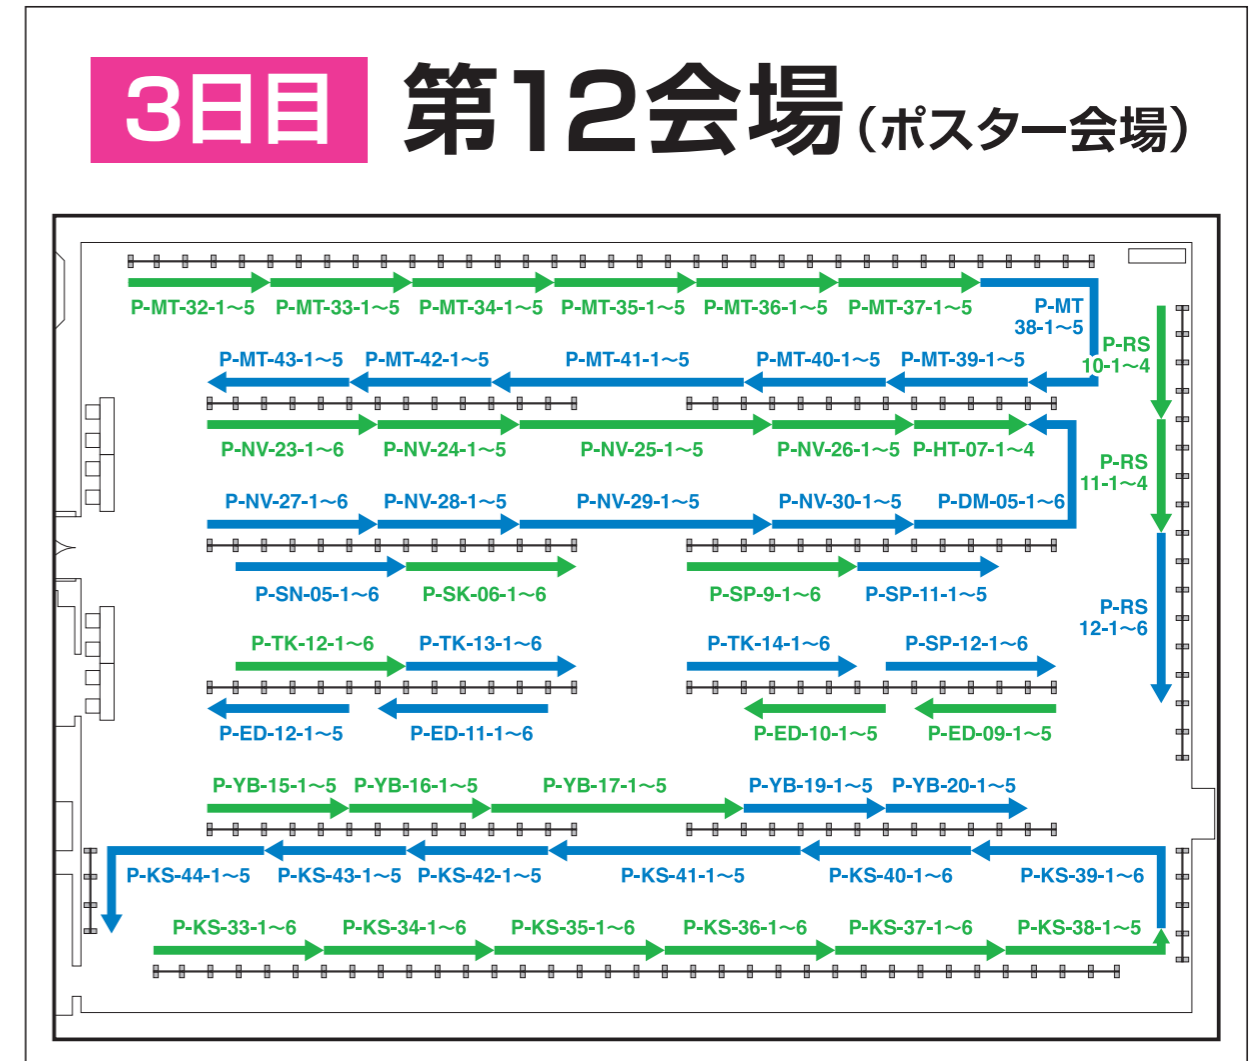 3日目 第12会場(ポスター会場)
P-MT-32-1～5 P-MT-33-1～5 P-MT-34-1～5 P-MT-35-1～5 P-MT-36-1～5 P-MT-37-1～5 P-MT
38-1～5
P-RS
10-1～4
P-MT-43-1～5 P-MT-42-1～5 P-MT-41-1～5 P-MT-40-1～5 P-MT-39-1～5
P-NV-23-1～6 P-NV-24-1～5 P-NV-25-1～5 P-NV-26-1～5 P-HT-07-1～4
P-RS
11-1～4
P-NV-27-1～6 P-NV-28-1～5 P-NV-29-1～5 P-NV-30-1～5 P-DM-05-1～6
P-SN-05-1～6 P-SK-06-1～6 P-SP-9-1～6 P-SP-11-1～5
P-RS
12-1～6
P-TK-12-1～6 P-TK-13-1～6 P-TK-14-1～6 P-SP-12-1～6
P-ED-12-1～5 P-ED-11-1～6 P-ED-10-1～5 P-ED-09-1～5
P-YB-15-1～5 P-YB-16-1～5 P-YB-17-1～5 P-YB-19-1～5 P-YB-20-1～5
P-KS-44-1～5 P-KS-43-1～5 P-KS-42-1～5 P-KS-41-1～5 P-KS-40-1～6 P-KS-39-1～6
P-KS-33-1～6 P-KS-34-1～6 P-KS-35-1～6 P-KS-36-1～6 P-KS-37-1～6 P-KS-38-1～5